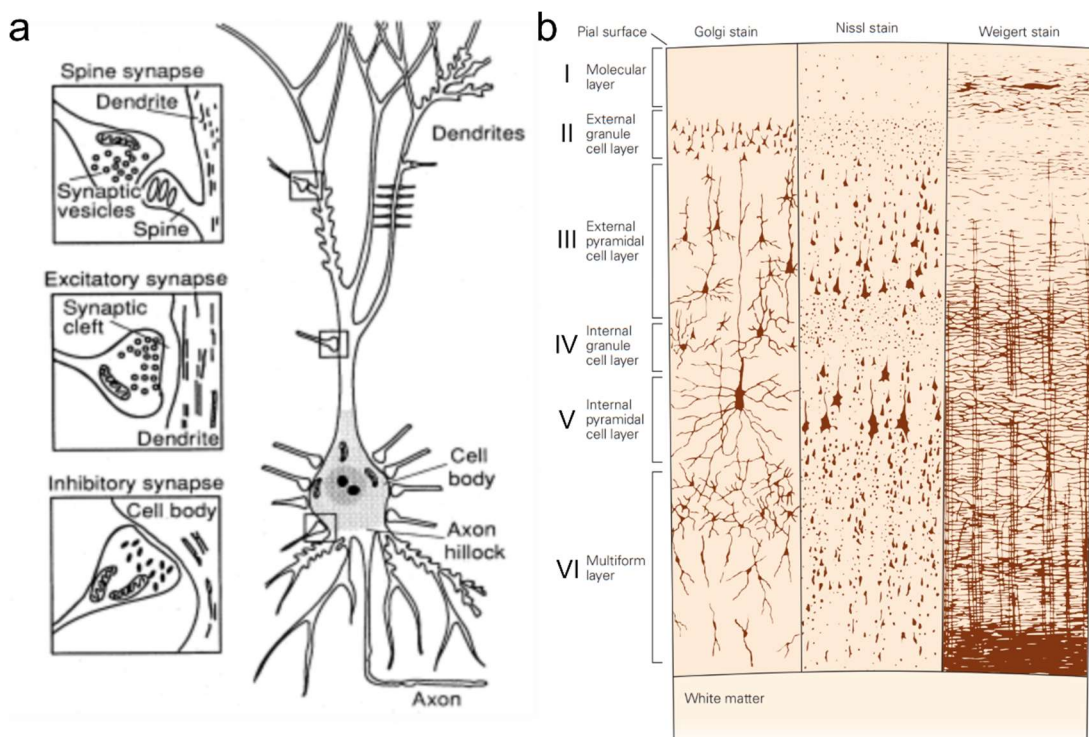 a
Spine synapse
Dendrite
Synaptic
vesicles
Spine
Excitatory synapse
Synaptic
cleft
Dendrite
Inhibitory synapse
Cell body
Dendrites
Cell
body
Axon
hillock
Axon
b
Pial surface
Golgi stain
Nissl stain
Weigert stain
I Molecular
layer
II External
granule
cell layer
III External
pyramidal
cell layer
IV Internal
granule
cell layer
V Internal
pyramidal
cell layer
VI Multiform
layer
White matter